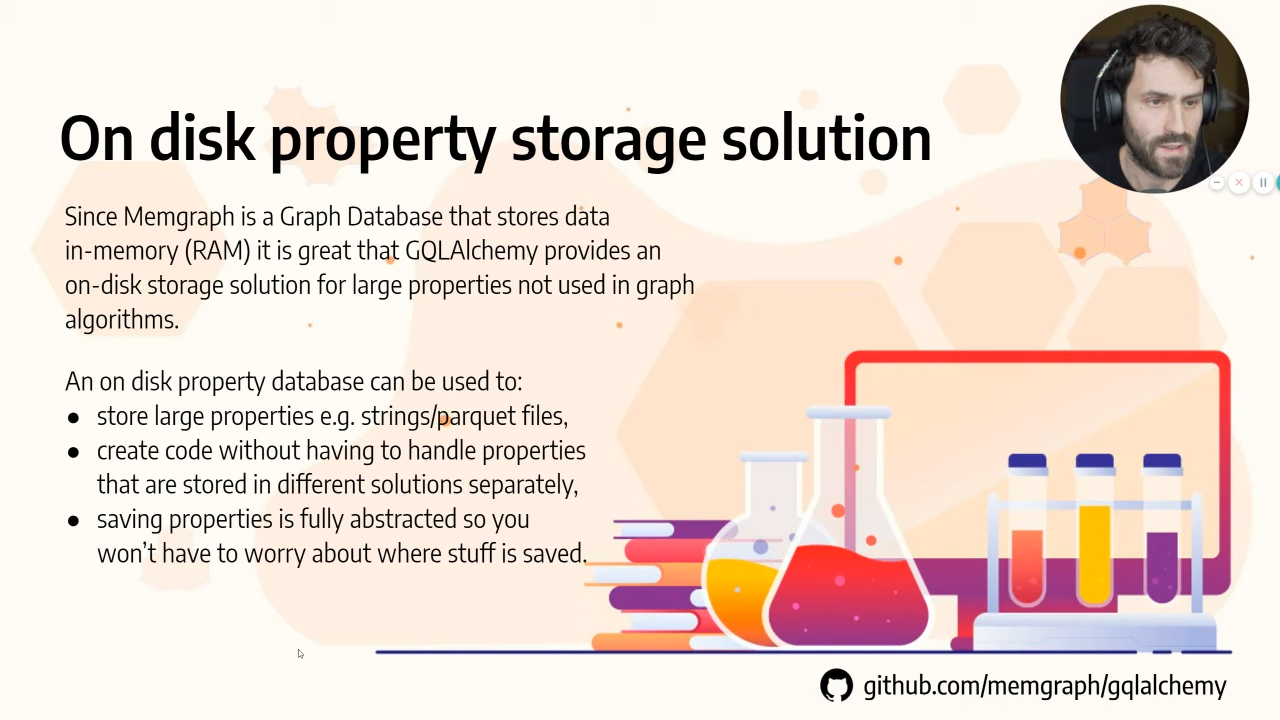 On disk property storage solution
Since Memgraph is a Graph Database that stores data
in-memory (RAM) it is great that GQLAlchemy provides an
on-disk storage solution for large properties not used in graph
algorithms.
An on disk property database can be used to:
● store large properties e.g. strings/parquet files,
● create code without having to handle properties
that are stored in different solutions separately,
● saving properties is fully abstracted so you
won’t have to worry about where stuff is saved.
github.com/memgraph/gqlalchemy